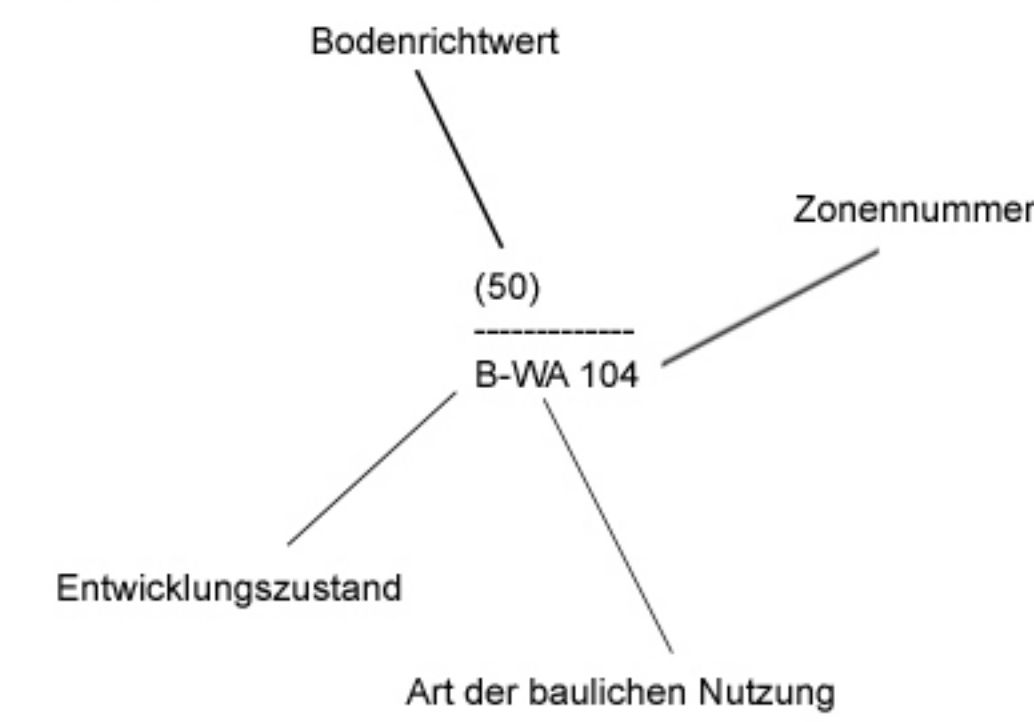 Bodenrichtwert
Zonennummer
(50)
-------------
B-WA 104
Entwicklungszustand
Art der baulichen Nutzung